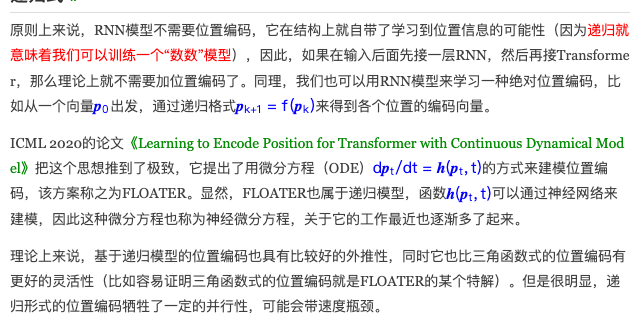 原则上来说，RNN模型不需要位置编码，它在结构上就自带了学习到位置信息的可能性（因为递归就
意味着我们可以训练一个“数数”模型），因此，如果在输入后面先接一层RNN，然后再接Transforme
r，那么理论上就不需要加位置编码了。同理，我们也可以用RNN模型来学习一种绝对位置编码，比
如从一个向量p₀出发，通过递归格式pₖ₊₁ = f(pₖ)来得到各个位置的编码向量。
ICML 2020的论文《Learning to Encode Position for Transformer with Continuous Dynamical Mod
el》把这个思想推到了极致，它提出了用微分方程（ODE）dpₜ/dt = h(pₜ, t)的方式来建模位置编
码，该方案称之为FLOATER。显然，FLOATER也属于递归模型，函数h(pₜ, t)可以通过神经网络来
建模，因此这种微分方程也称为神经微分方程，关于它的工作最近也逐渐多了起来。
理论上来说，基于递归模型的位置编码也具有比较好的外推性，同时它也比三角函数式的位置编码有
更好的灵活性（比如容易证明三角函数式的位置编码就是FLOATER的某个特解）。但是很明显，递
归形式的位置编码牺牲了一定的并行性，可能会带速度瓶颈。